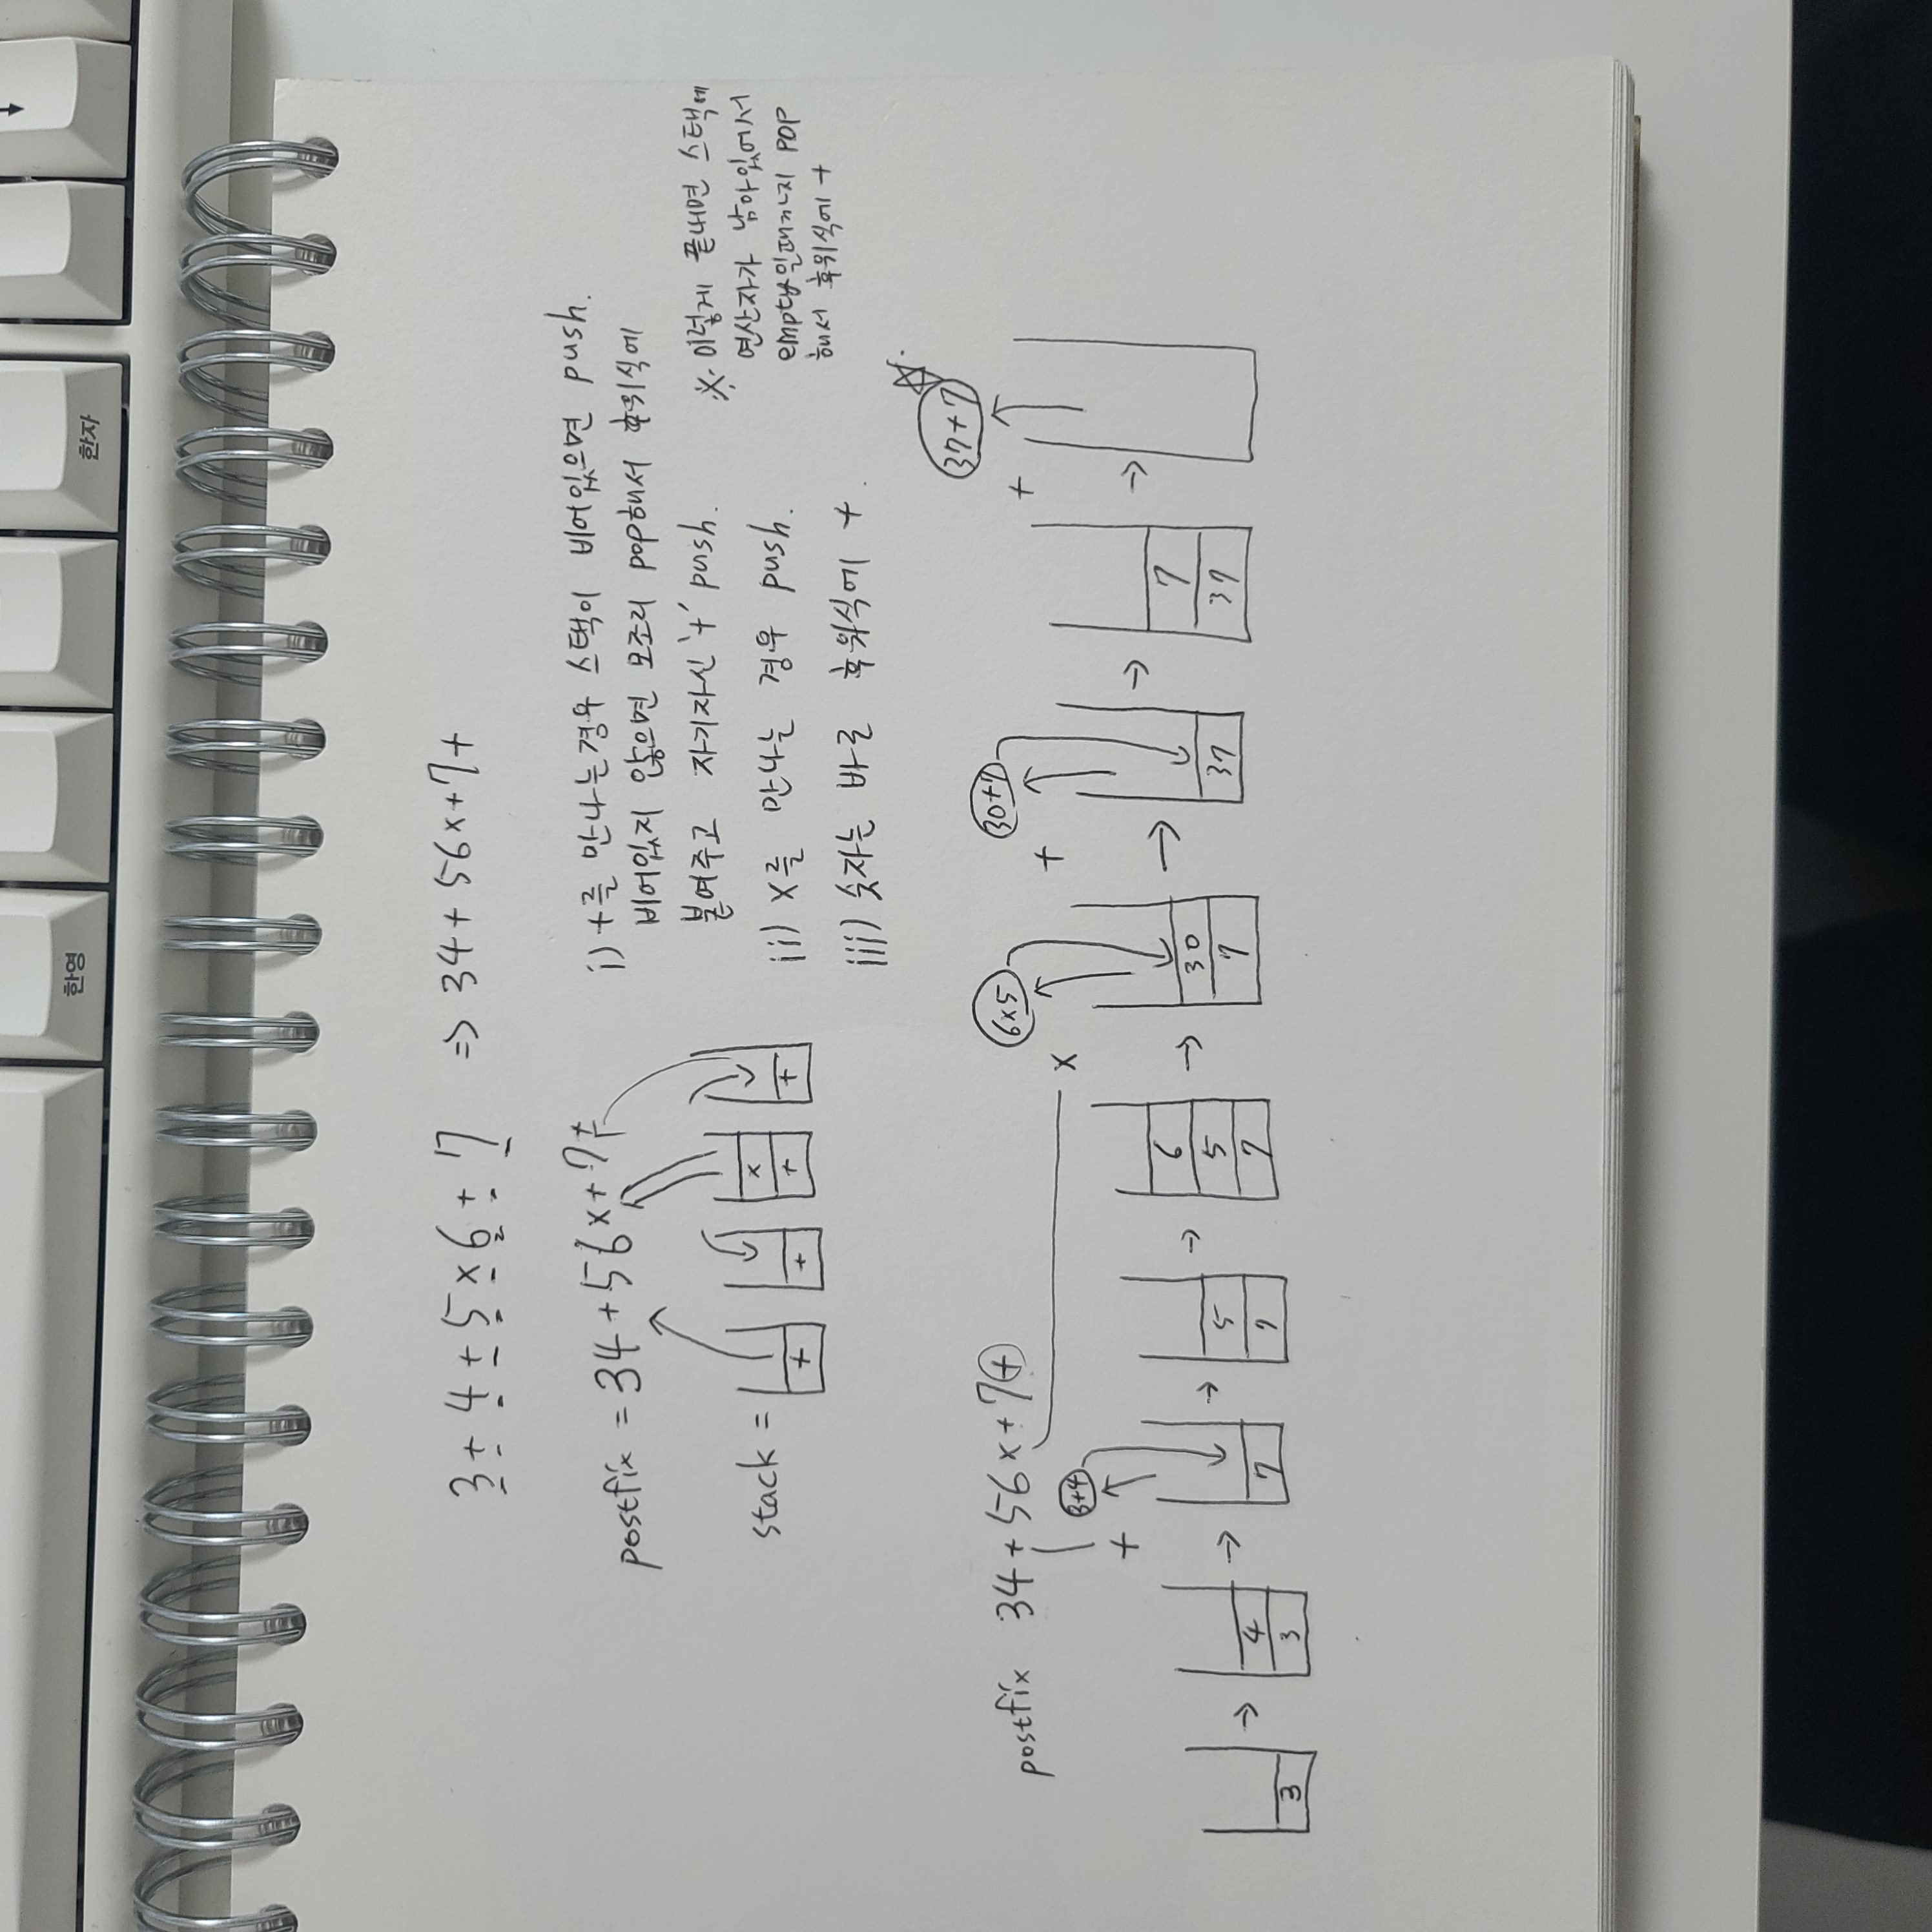 한영
한자
↓
3 + 4 + 5 × 6 + 7 => 34+56×+7+
postfix = 34+56×+7+
stack =
+
+
×
+
+
i) +를 만나는경우 스택이 비어있으면 push.
비어있지 않으면 모조리 pop해서 후위식에
붙여주고 자기자신 '+' push.
ii) ×를 만나는 경우 push.
iii) 숫자는 바로 후위식에 +.
※ 이렇게 끝내면 스택에
연산자가 남아있어서
empty일때까지 pop
해서 후위식에 +
postfix 34+56×+7+
3
→
4
3
→
+
3+4
7
→
5
7
→
6
5
7
→
×
6×5
30
7
→
+
30+7
37
→
7
37
→
+
37+7